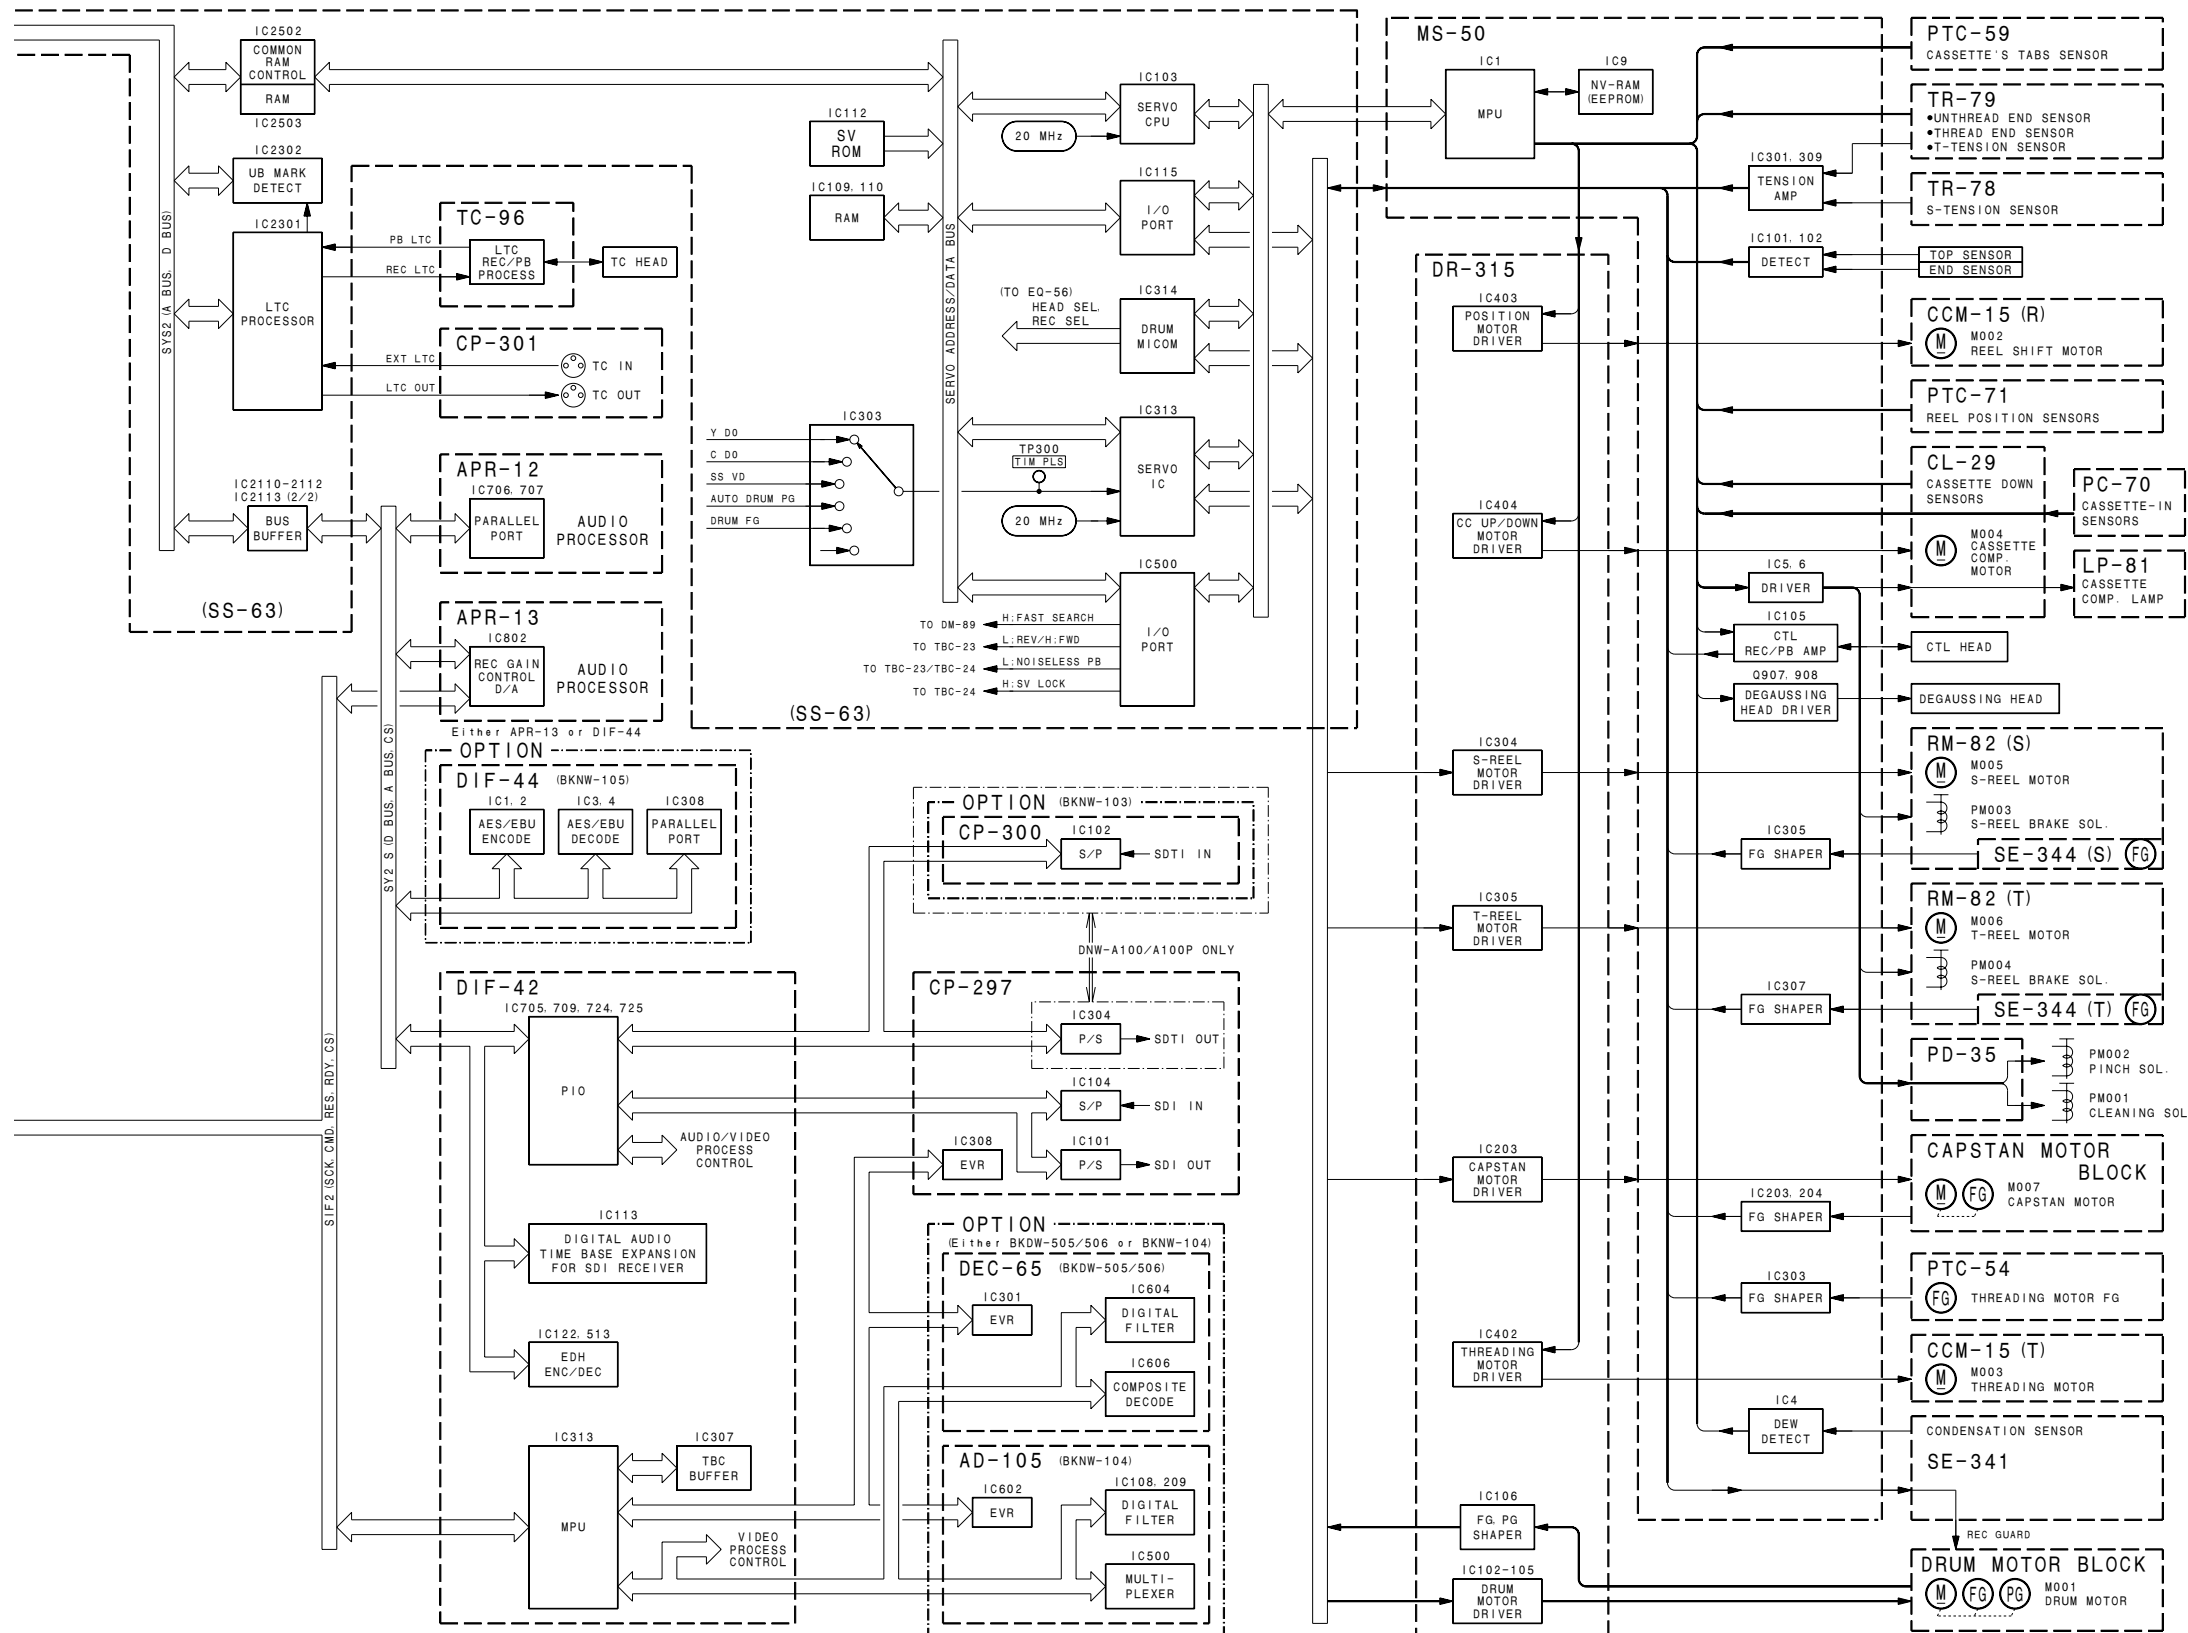 IC2502
COMMON
RAM
CONTROL
RAM
IC2503
IC2302
UB MARK
DETECT
IC2301
LTC
PROCESSOR
SYS2 (A BUS, D BUS)
PB LTC
REC LTC
EXT LTC
LTC OUT
TC-96
LTC
REC/PB
PROCESS
TC HEAD
CP-301
TC IN
TC OUT
IC2110-2112
IC2113 (2/2)
BUS
BUFFER
APR-12
IC706, 707
PARALLEL
PORT
AUDIO
PROCESSOR
(SS-63)
APR-13
IC802
REC GAIN
CONTROL
D/A
AUDIO
PROCESSOR
Either APR-13 or DIF-44
OPTION
DIF-44 (BKNW-105)
IC1, 2
AES/EBU
ENCODE
IC3, 4
AES/EBU
DECODE
IC308
PARALLEL
PORT
SY2 S (D BUS, A BUS, CS)
SIF2 (SCK, CMD, RES, RDY, CS)
DIF-42
IC705, 709, 724, 725
PIO
AUDIO/VIDEO
PROCESS
CONTROL
IC113
DIGITAL AUDIO
TIME BASE EXPANSION
FOR SDI RECEIVER
IC122, 513
EDH
ENC/DEC
IC313
MPU
IC307
TBC
BUFFER
VIDEO
PROCESS
CONTROL
IC112
SV
ROM
IC109, 110
RAM
SERVO ADDRESS/DATA BUS
IC103
SERVO
CPU
20 MHz
IC115
I/O
PORT
(TO EQ-56)
HEAD SEL,
REC SEL
IC314
DRUM
MICOM
IC303
Y DO
C DO
SS VD
AUTO DRUM PG
DRUM FG
TP300
TIM PLS
IC313
SERVO
IC
20 MHz
IC500
I/O
PORT
TO DM-89 H:FAST SEARCH
TO TBC-23 L:REV/H:FWD
TO TBC-23/TBC-24 L:NOISELESS PB
TO TBC-24 H:SV LOCK
(SS-63)
OPTION (BKNW-103)
CP-300
IC102
S/P
SDTI IN
DNW-A100/A100P ONLY
CP-297
IC304
P/S
SDTI OUT
IC104
S/P
SDI IN
IC101
P/S
SDI OUT
IC308
EVR
OPTION
(Either BKDW-505/506 or BKNW-104)
DEC-65 (BKDW-505/506)
IC301
EVR
IC604
DIGITAL
FILTER
IC606
COMPOSITE
DECODE
AD-105 (BKNW-104)
IC602
EVR
IC108, 209
DIGITAL
FILTER
IC500
MULTI-
PLEXER
MS-50
IC1
MPU
IC9
NV-RAM
(EEPROM)
IC301, 309
TENSION
AMP
IC101, 102
DETECT
DR-315
IC403
POSITION
MOTOR
DRIVER
IC404
CC UP/DOWN
MOTOR
DRIVER
IC5, 6
DRIVER
IC105
CTL
REC/PB AMP
Q907, 908
DEGAUSSING
HEAD DRIVER
IC304
S-REEL
MOTOR
DRIVER
IC305
FG SHAPER
IC305
T-REEL
MOTOR
DRIVER
IC307
FG SHAPER
IC203
CAPSTAN
MOTOR
DRIVER
IC203, 204
FG SHAPER
IC303
FG SHAPER
IC402
THREADING
MOTOR
DRIVER
IC4
DEW
DETECT
IC106
FG, PG
SHAPER
IC102-105
DRUM
MOTOR
DRIVER
PTC-59
CASSETTE'S TABS SENSOR
TR-79
•UNTHREAD END SENSOR
•THREAD END SENSOR
•T-TENSION SENSOR
TR-78
S-TENSION SENSOR
TOP SENSOR
END SENSOR
CCM-15 (R)
M
M002
REEL SHIFT MOTOR
PTC-71
REEL POSITION SENSORS
CL-29
CASSETTE DOWN
SENSORS
M
M004
CASSETTE
COMP.
MOTOR
PC-70
CASSETTE-IN
SENSORS
LP-81
CASSETTE
COMP. LAMP
CTL HEAD
DEGAUSSING HEAD
RM-82 (S)
M
M005
S-REEL MOTOR
PM003
S-REEL BRAKE SOL.
SE-344 (S) FG
RM-82 (T)
M
M006
T-REEL MOTOR
PM004
S-REEL BRAKE SOL.
SE-344 (T) FG
PD-35
PM002
PINCH SOL.
PM001
CLEANING SOL
CAPSTAN MOTOR
BLOCK
M FG
M007
CAPSTAN MOTOR
PTC-54
FG THREADING MOTOR FG
CCM-15 (T)
M
M003
THREADING MOTOR
CONDENSATION SENSOR
SE-341
REC GUARD
DRUM MOTOR BLOCK
M FG PG
M001
DRUM MOTOR